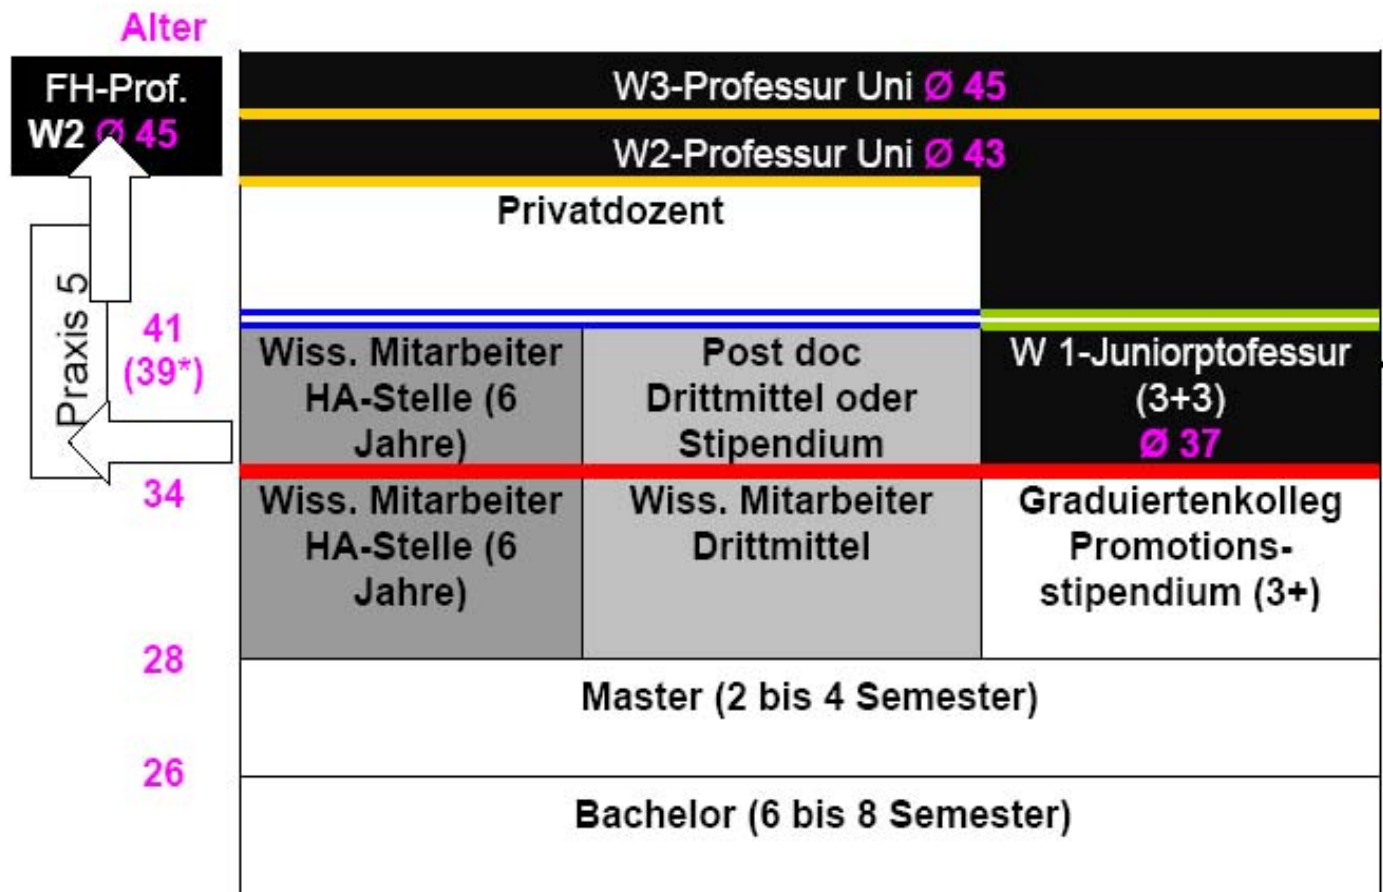 Alter
FH-Prof.
W2 Ø 45
W3-Professur Uni Ø 45
W2-Professur Uni Ø 43
Privatdozent
Praxis 5
41
(39*)
Wiss. Mitarbeiter
HA-Stelle (6
Jahre)
Post doc
Drittmittel oder
Stipendium
W 1-Juniorptofessur
(3+3)
Ø 37
34
Wiss. Mitarbeiter
HA-Stelle (6
Jahre)
Wiss. Mitarbeiter
Drittmittel
Graduiertenkolleg
Promotions-
stipendium (3+)
28
Master (2 bis 4 Semester)
26
Bachelor (6 bis 8 Semester)